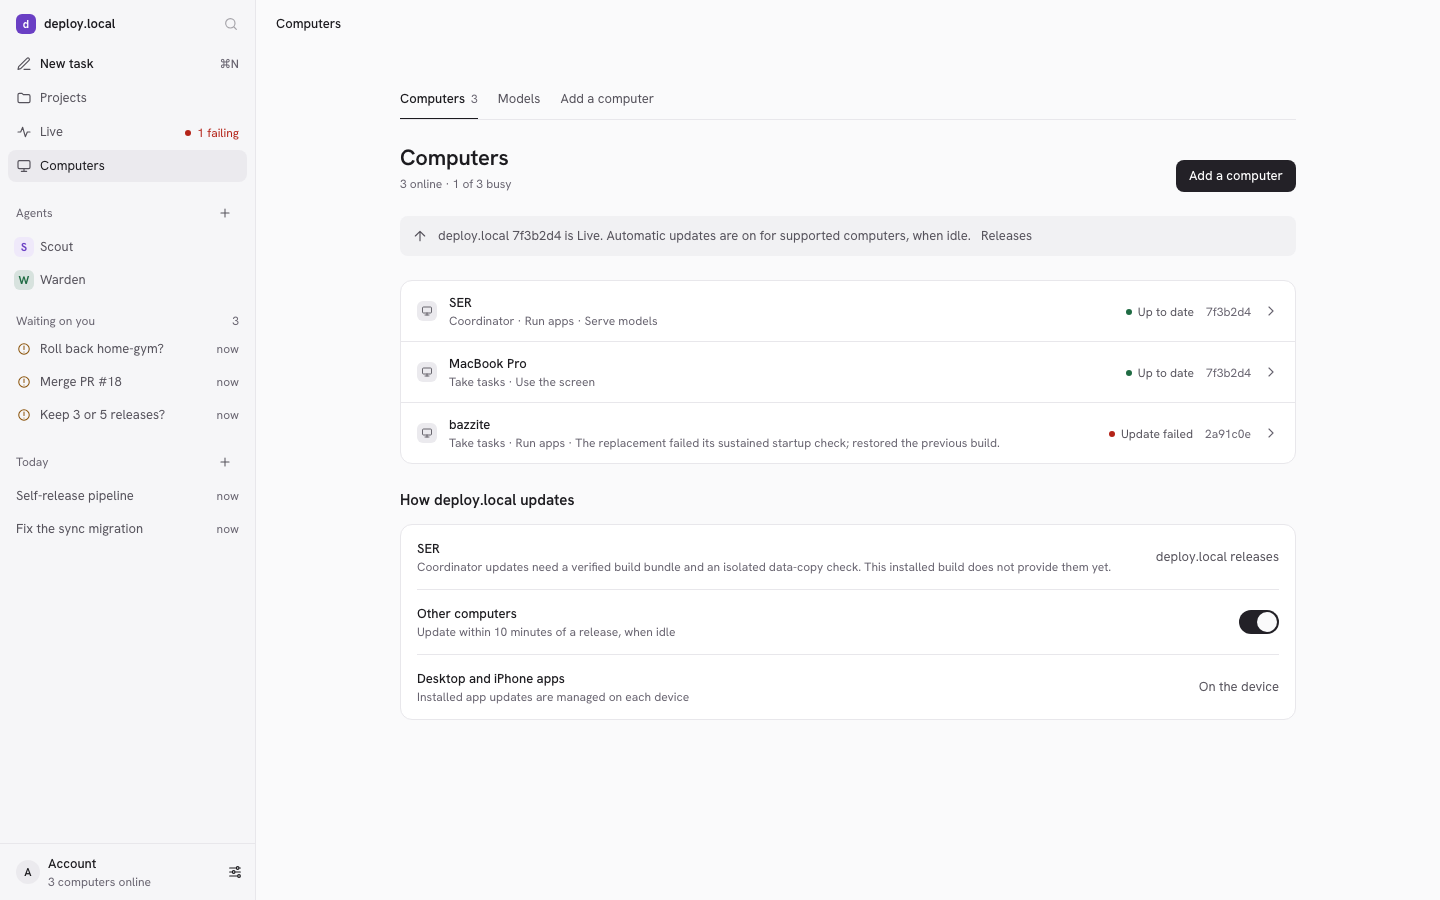 d deploy.local
New task ⌘N
Projects
Live 1 failing
Computers
Agents
S Scout
W Warden
Waiting on you 3
Roll back home-gym? now
Merge PR #18 now
Keep 3 or 5 releases? now
Today
Self-release pipeline now
Fix the sync migration now
A Account
3 computers online
Computers
Computers 3 Models Add a computer
Computers
3 online · 1 of 3 busy
Add a computer
deploy.local 7f3b2d4 is Live. Automatic updates are on for supported computers, when idle. Releases
SER
Coordinator · Run apps · Serve models
Up to date 7f3b2d4
MacBook Pro
Take tasks · Use the screen
Up to date 7f3b2d4
bazzite
Take tasks · Run apps · The replacement failed its sustained startup check; restored the previous build.
Update failed 2a91c0e
How deploy.local updates
SER
Coordinator updates need a verified build bundle and an isolated data-copy check. This installed build does not provide them yet.
deploy.local releases
Other computers
Update within 10 minutes of a release, when idle
Desktop and iPhone apps
Installed app updates are managed on each device
On the device